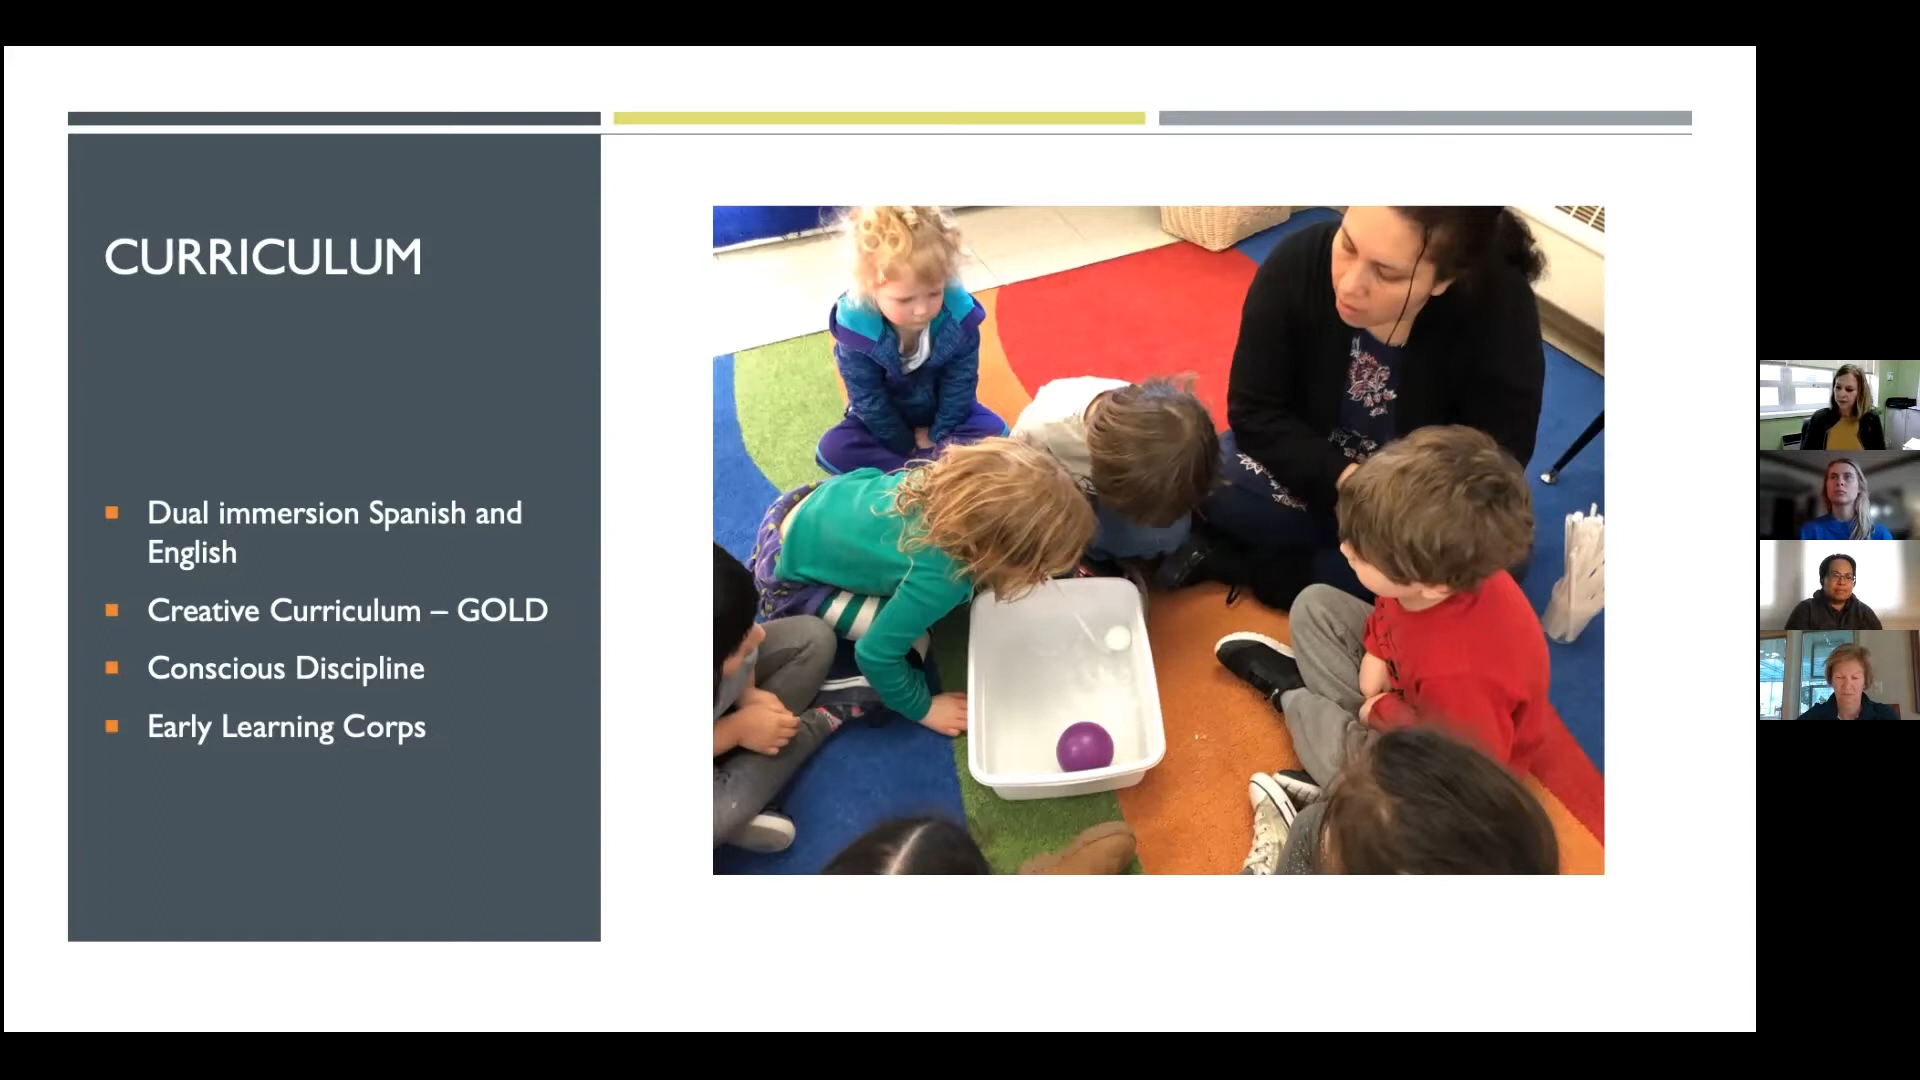 CURRICULUM
Dual immersion Spanish and
English
Creative Curriculum – GOLD
Conscious Discipline
Early Learning Corps